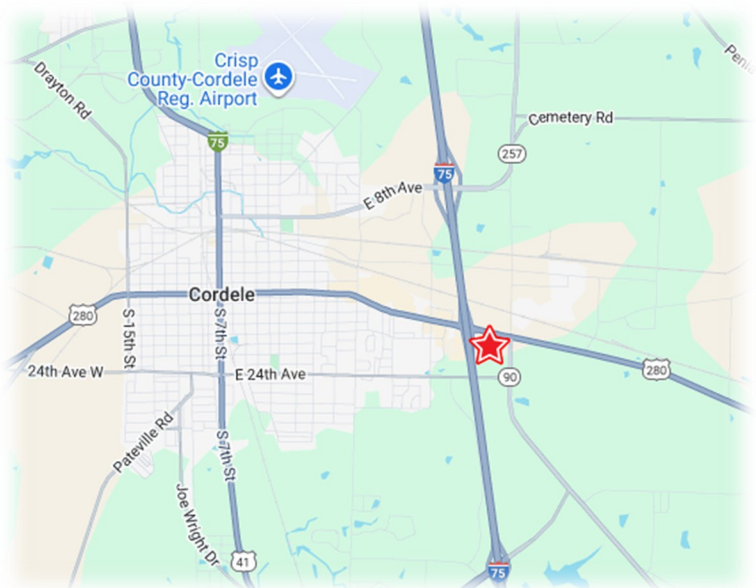 Crisp
County-Cordele
Reg. Airport
Drayton Rd
75
Cemetery Rd
257
75
E 8th Ave
Cordele
280
S 15th St
S 7th St
24th Ave W
E 24th Ave
90
280
Pateville Rd
S 7th St
Joe Wright Dr
41
75